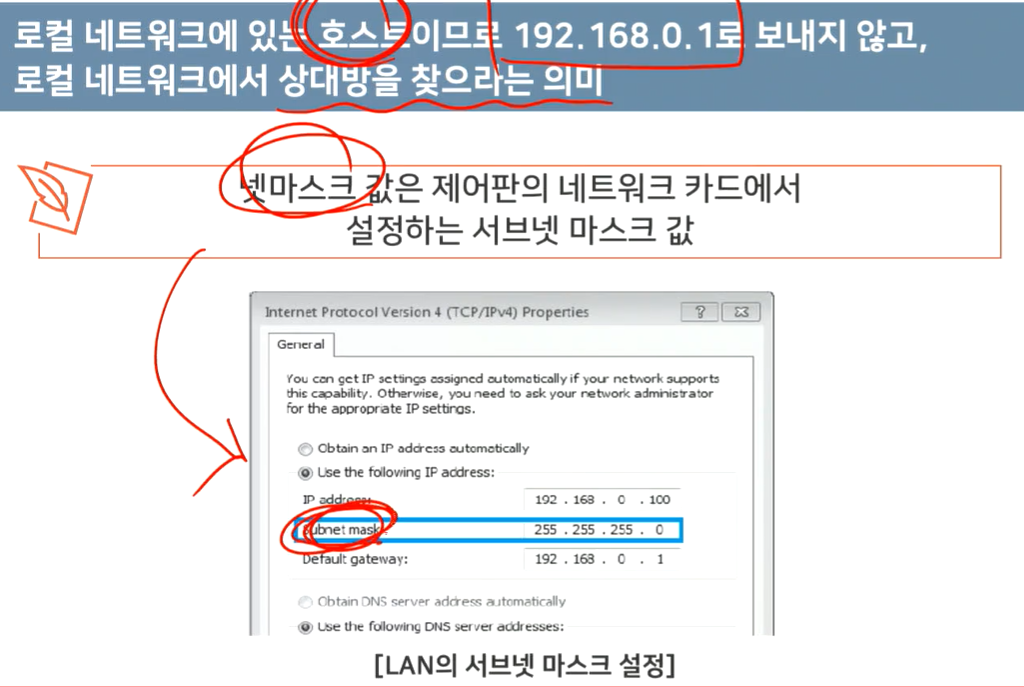 로컬 네트워크에 있는 호스트이므로 192.168.0.1로 보내지 않고,
로컬 네트워크에서 상대방을 찾으라는 의미
넷마스크 값은 제어판의 네트워크 카드에서
설정하는 서브넷 마스크 값
Internet Protocol Version 4 (TCP/IPv4) Properties
General
You can get IP settings assigned automatically if your network supports
this capability. Otherwise, you need to ask your network administrator
for the appropriate IP settings.
Obtain an IP address automatically
Use the following IP address:
IP address: 192 . 168 . 0 . 100
Subnet mask: 255 . 255 . 255 . 0
Default gateway: 192 . 168 . 0 . 1
Obtain DNS server address automatically
Use the following DNS server addresses:
[LAN의 서브넷 마스크 설정]